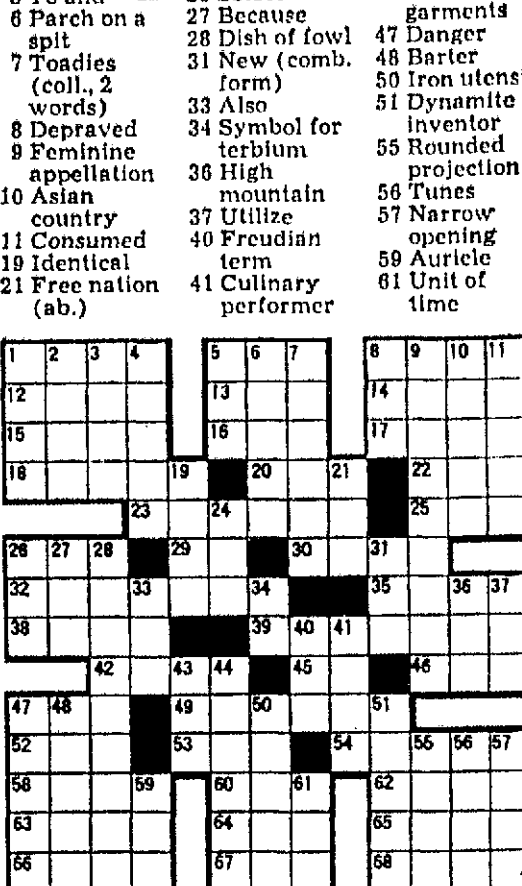 6 Parch on a
spit
7 Toadies
(coll., 2
words)
8 Depraved
9 Feminine
appellation
10 Asian
country
11 Consumed
19 Identical
21 Free nation
(ab.)
27 Because
28 Dish of fowl
31 New (comb.
form)
33 Also
34 Symbol for
terbium
36 High
mountain
37 Utilize
40 Freudian
term
41 Culinary
performer
garments
47 Danger
48 Barter
50 Iron utensi
51 Dynamite
inventor
55 Rounded
projection
56 Tunes
57 Narrow
opening
59 Auricle
61 Unit of
time
1 2 3 4 5 6 7 8 9 10 11
12 13 14
15 16 17
18 19 20 21 22
23 24 25
26 27 28 29 30 31
32 33 34 35 36 37
38 39 40 41
42 43 44 45 46
47 48 49 50 51
52 53 54 55 56 57
58 59 60 61 62
63 64 65
66 67 68